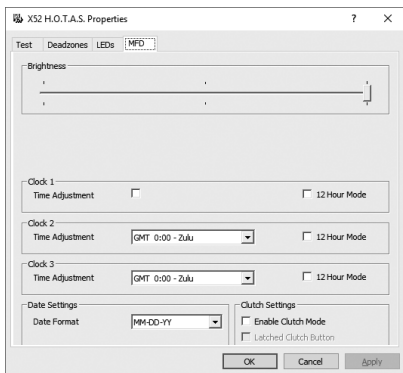 X52 H.O.T.A.S. Properties ? X
Test Deadzones LEDs MFD
Brightness
Clock 1
Time Adjustment 12 Hour Mode
Clock 2
Time Adjustment GMT 0:00 - Zulu 12 Hour Mode
Clock 3
Time Adjustment GMT 0:00 - Zulu 12 Hour Mode
Date Settings Clutch Settings
Date Format MM-DD-YY Enable Clutch Mode
Latched Clutch Button
OK Cancel Apply